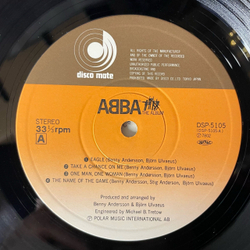 disco mate
ALL RIGHTS OF THE MANUFACTURER
AND OF THE OWNER OF THE RECORDED
WORK RESERVED
UNAUTHORIZED PUBLIC PERFORMANCE
BROADCASTING AND
COPYING OF THIS RECORD
PROHIBITED
ABBA THE ALBUM
STEREO
33⅓rpm
A
DSP-5105
(DSP-5105A)
EAGLE (Benny Andersson, Björn Ulvaeus)
TAKE A CHANCE ON ME (Benny Andersson, Björn Ulvaeus)
ONE MAN, ONE WOMAN (Benny Andersson, Björn Ulvaeus)
THE NAME OF THE GAME (Benny Andersson, Stig Anderson, Björn Ulvaeus)
Produced and arranged by
Benny Andersson & Björn Ulvaeus
Engineered by Michael B Tretow
Ⓟ POLAR MUSIC INTERNATIONAL AB.